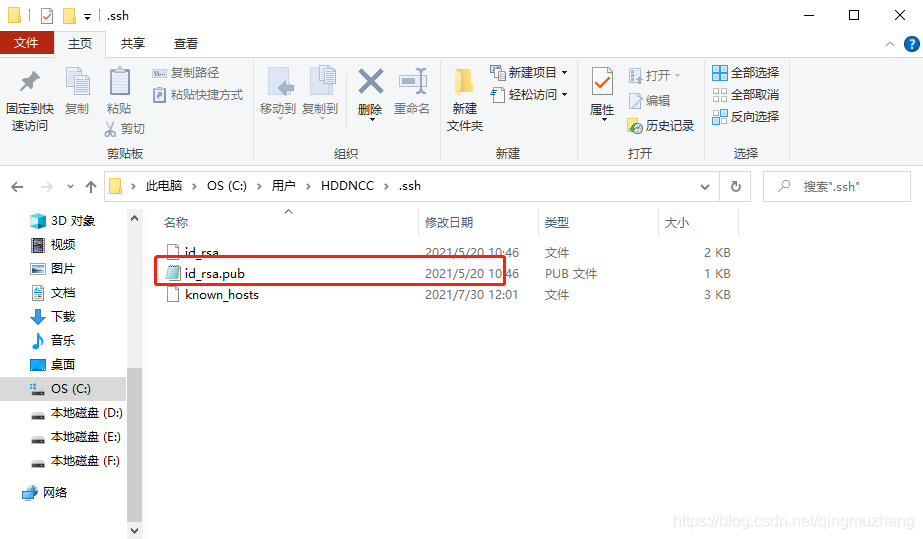 .ssh
文件 主页 共享 查看
固定到快速访问
复制
粘贴
复制路径
粘贴快捷方式
剪切
剪贴板
移动到
复制到
删除
重命名
组织
新建文件夹
新建项目
轻松访问
新建
属性
打开
编辑
历史记录
打开
全部选择
全部取消
反向选择
选择
此电脑 > OS (C:) > 用户 > HDDNCC > .ssh
搜索".ssh"
3D 对象
视频
图片
文档
下载
音乐
桌面
OS (C:)
本地磁盘 (D:)
本地磁盘 (E:)
本地磁盘 (F:)
网络
名称 修改日期 类型 大小
id_rsa 2021/5/20 10:46 文件 2 KB
id_rsa.pub 2021/5/20 10:46 PUB 文件 1 KB
known_hosts 2021/7/30 12:01 文件 3 KB
https://blog.csdn.net/qingmuzhang